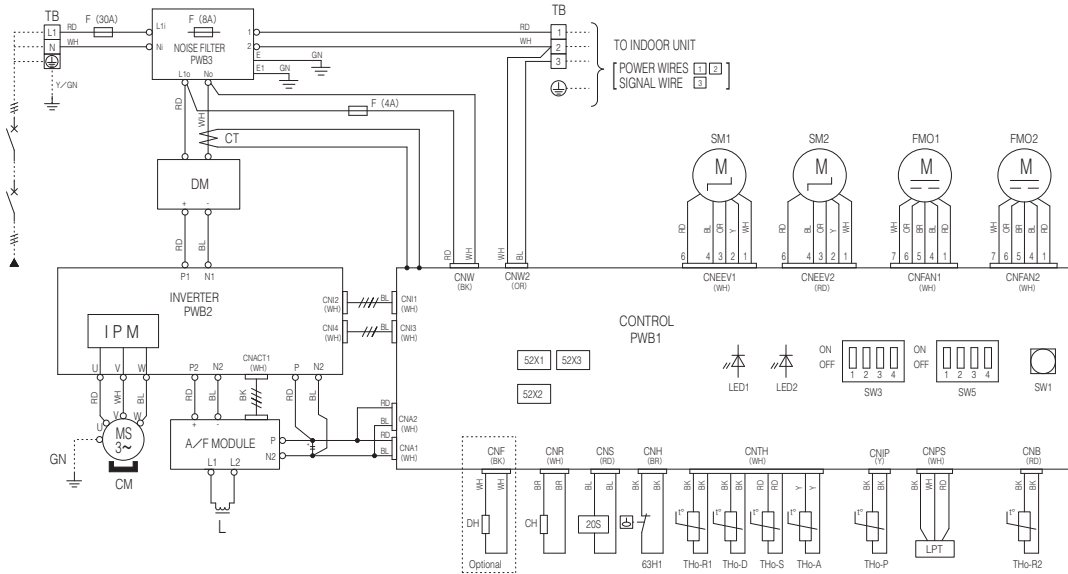 TB
L1
N
RD
WH
Y/GN
F (30A)
L1i
Ni
F (8A)
NOISE FILTER
PWB3
L1o
No
1
2
E
E1
GN
GN
RD
WH
F (4A)
TB
1
2
3
TO INDOOR UNIT
POWER WIRES 1 2
SIGNAL WIRE 3
RD
WH
CT
DM
+ -
RD
BL
RD
WH
WH
BL
CNW
(BK)
CNW2
(OR)
SM1
M
RD BL OR Y WH
6 4 3 2 1
CNEEV1
(WH)
SM2
M
RD BL OR Y WH
6 4 3 2 1
CNEEV2
(RD)
FMO1
M
WH OR BR BL RD
7 6 5 4 1
CNFAN1
(WH)
FMO2
M
WH OR BR BL RD
7 6 5 4 1
CNFAN2
(WH)
P1 N1
INVERTER
PWB2
IPM
U V W
P2 N2
CNACT1
(WH)
P N2
CNI2
(WH)
BL
CNI1
(WH)
CNI4
(WH)
BL
CNI3
(WH)
CONTROL
PWB1
52X1
52X3
52X2
LED1
LED2
ON
OFF
1 2 3 4
SW3
ON
OFF
1 2 3 4
SW5
SW1
RD WH BL
U V W
MS
3~
GN
CM
RD BL
BK
RD BL
+ -
A/F MODULE
P
N2
L1 L2
L
RD
BL
CNA2
(WH)
RD
BL
CNA1
(WH)
CNF
(BK)
WH WH
DH
Optional
CNR
(WH)
BR BR
CH
CNS
(RD)
BL BL
20S
CNH
(BR)
BK BK
63H1
CNTH
(WH)
BK BK BK BK RD RD Y Y
t° t° t° t°
THo-R1 THo-D THo-S THo-A
CNIP
(Y)
BK BK
t°
THo-P
CNPS
(WH)
BK WH RD
LPT
CNB
(RD)
BK BK
t°
THo-R2